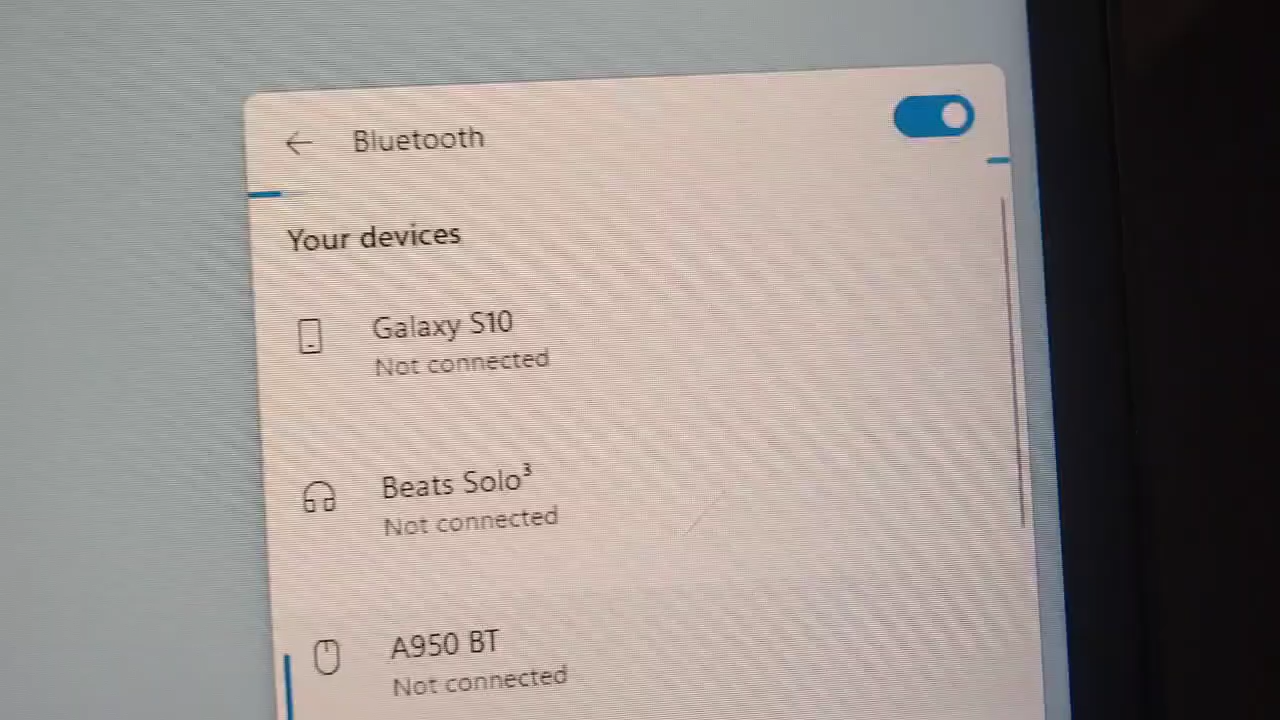 Bluetooth
Your devices
Galaxy S10
Not connected
Beats Solo³
Not connected
A950 BT
Not connected